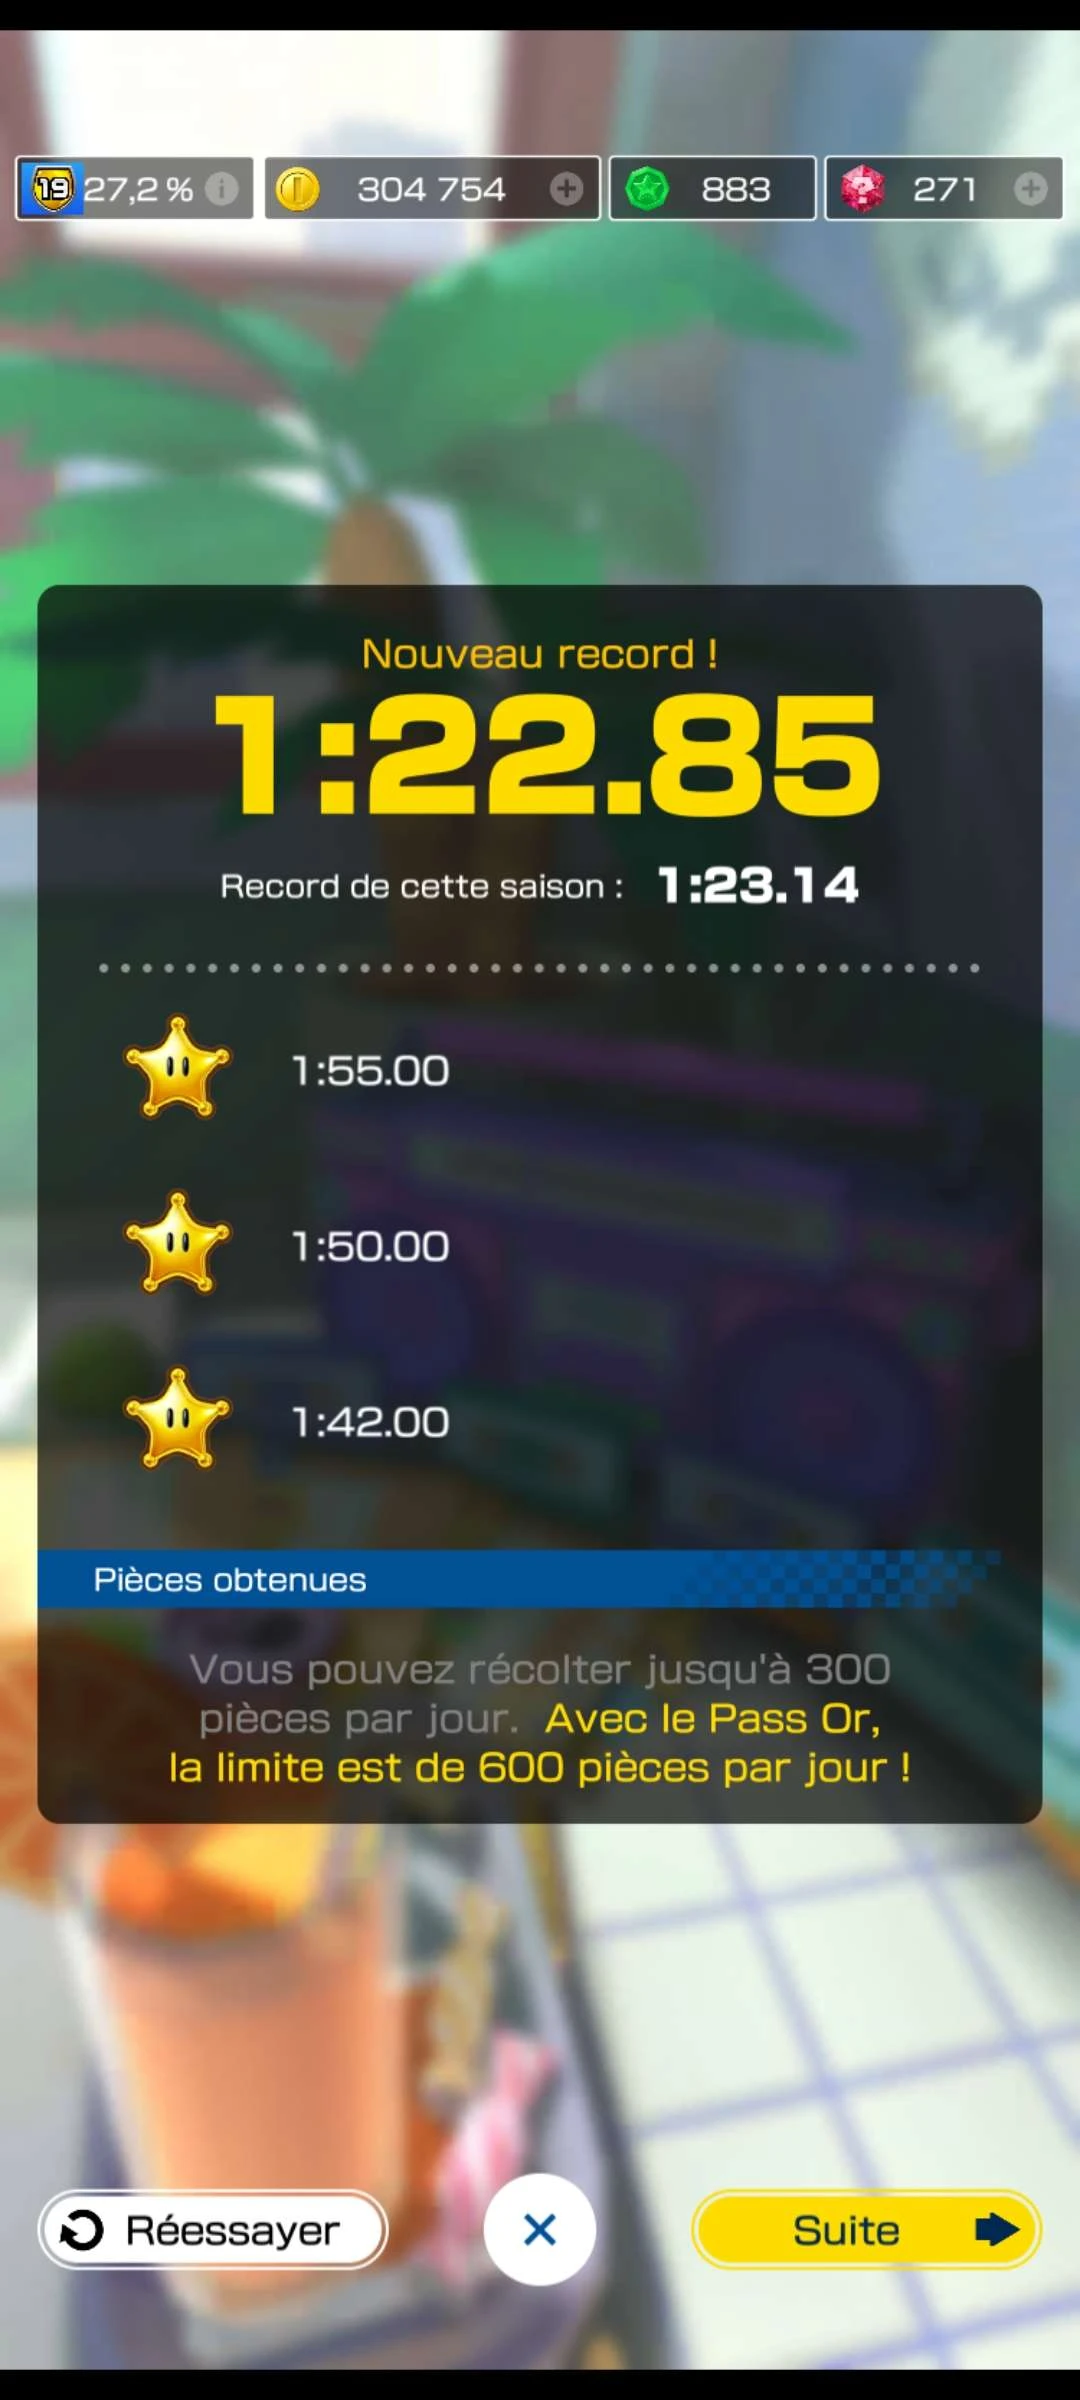 19 27,2 % i 304 754 + 883 ? 271 +
Nouveau record !
1:22.85
Record de cette saison : 1:23.14
1:55.00
1:50.00
1:42.00
Pièces obtenues
Vous pouvez récolter jusqu'à 300
pièces par jour. Avec le Pass Or,
la limite est de 600 pièces par jour !
Réessayer
Suite